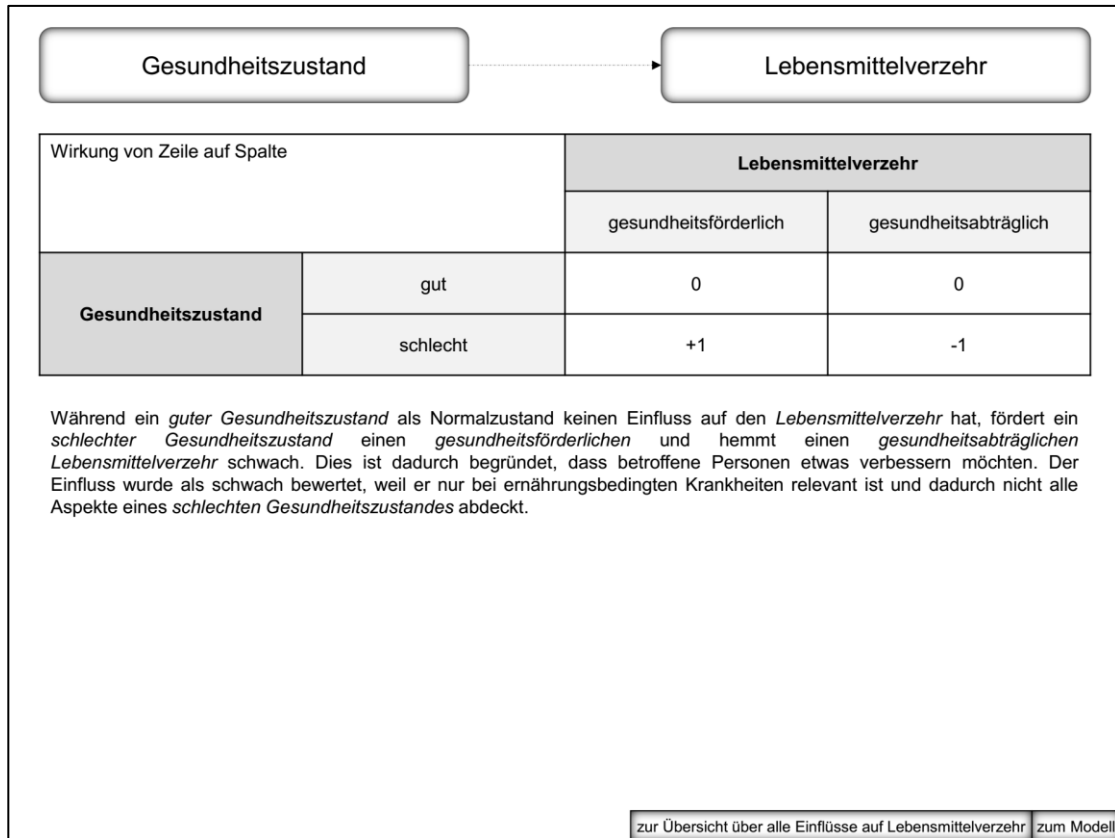 Gesundheitszustand
Lebensmittelverzehr
Wirkung von Zeile auf Spalte
Lebensmittelverzehr
gesundheitsförderlich
gesundheitsabträglich
Gesundheitszustand
gut
0
0
schlecht
+1
-1
Während ein guter Gesundheitszustand als Normalzustand keinen Einfluss auf den Lebensmittelverzehr hat, fördert ein
schlechter Gesundheitszustand einen gesundheitsförderlichen und hemmt einen gesundheitsabträglichen
Lebensmittelverzehr schwach. Dies ist dadurch begründet, dass betroffene Personen etwas verbessern möchten. Der
Einfluss wurde als schwach bewertet, weil er nur bei ernährungsbedingten Krankheiten relevant ist und dadurch nicht alle
Aspekte eines schlechten Gesundheitszustandes abdeckt.
zur Übersicht über alle Einflüsse auf Lebensmittelverzehr
zum Modell